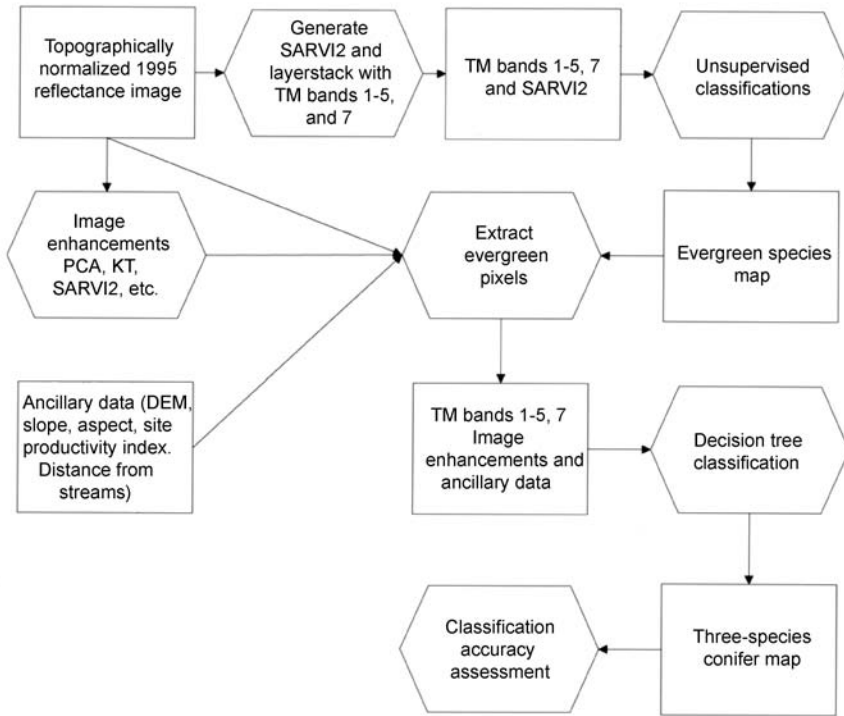 Topographically
normalized 1995
reflectance image
Generate
SARVI2 and
layerstack with
TM bands 1-5,
and 7
TM bands 1-5, 7
and SARVI2
Unsupervised
classifications
Image
enhancements
PCA, KT,
SARVI2, etc.
Extract
evergreen
pixels
Evergreen species
map
Ancillary data (DEM,
slope, aspect, site
productivity index.
Distance from
streams)
TM bands 1-5, 7
Image
enhancements and
ancillary data
Decision tree
classification
Classification
accuracy
assessment
Three-species
conifer map